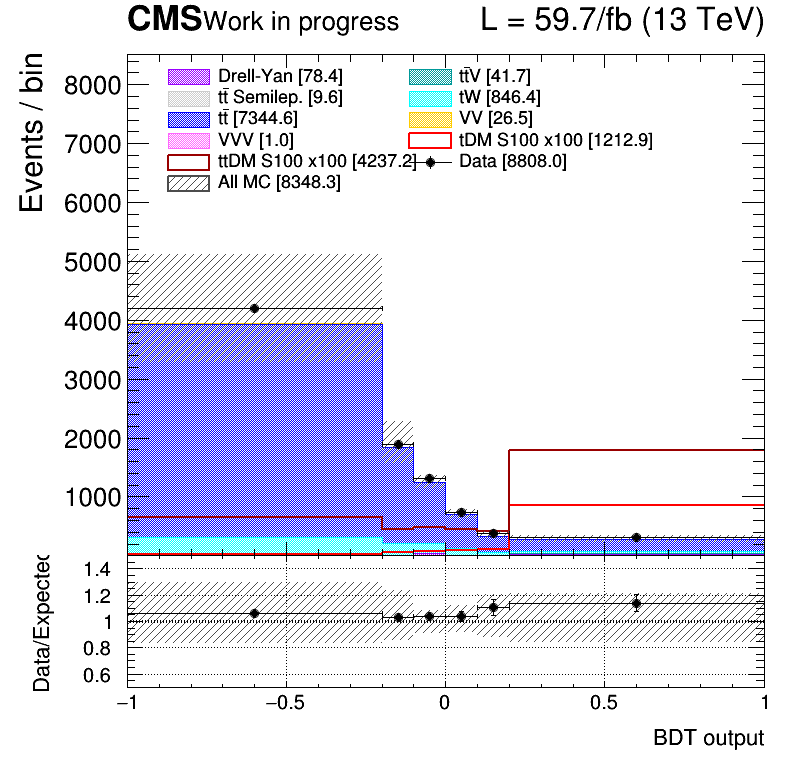 CMS Work in progress L = 59.7/fb (13 TeV)
Events / bin
Drell-Yan [78.4] tt̄V [41.7]
tt̄ Semilep. [9.6] tW [846.4]
tt̄ [7344.6] VV [26.5]
VVV [1.0] tDM S100 x100 [1212.9]
ttDM S100 x100 [4237.2] Data [8808.0]
All MC [8348.3]
8000
7000
6000
5000
4000
3000
2000
1000
Data/Expected
1.4
1.2
1
0.8
0.6
−1 −0.5 0 0.5 1
BDT output